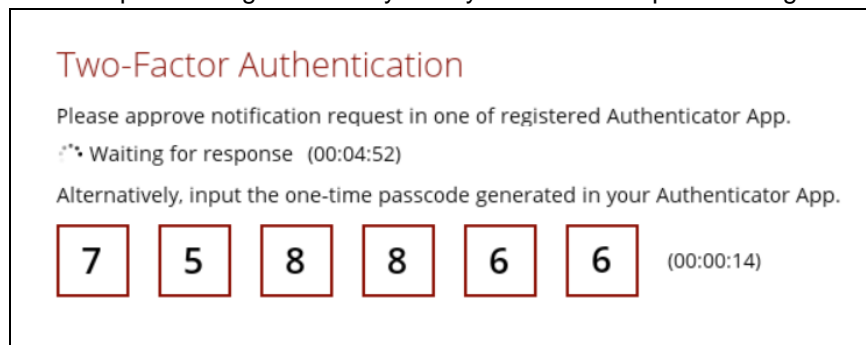 Two-Factor Authentication
Please approve notification request in one of registered Authenticator App.
Waiting for response (00:04:52)
Alternatively, input the one-time passcode generated in your Authenticator App.
7 5 8 8 6 6 (00:00:14)